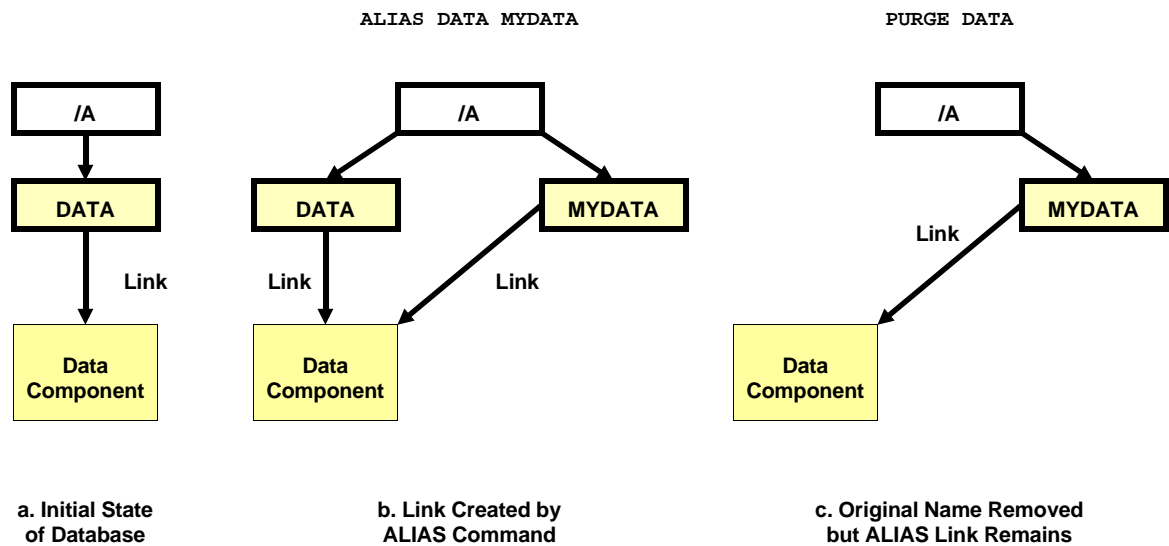 ALIAS DATA MYDATA
PURGE DATA
/A
/A
/A
DATA
DATA
MYDATA
MYDATA
Link
Link
Link
Link
Data
Component
Data
Component
Data
Component
a. Initial State
of Database
b. Link Created by
ALIAS Command
c. Original Name Removed
but ALIAS Link Remains